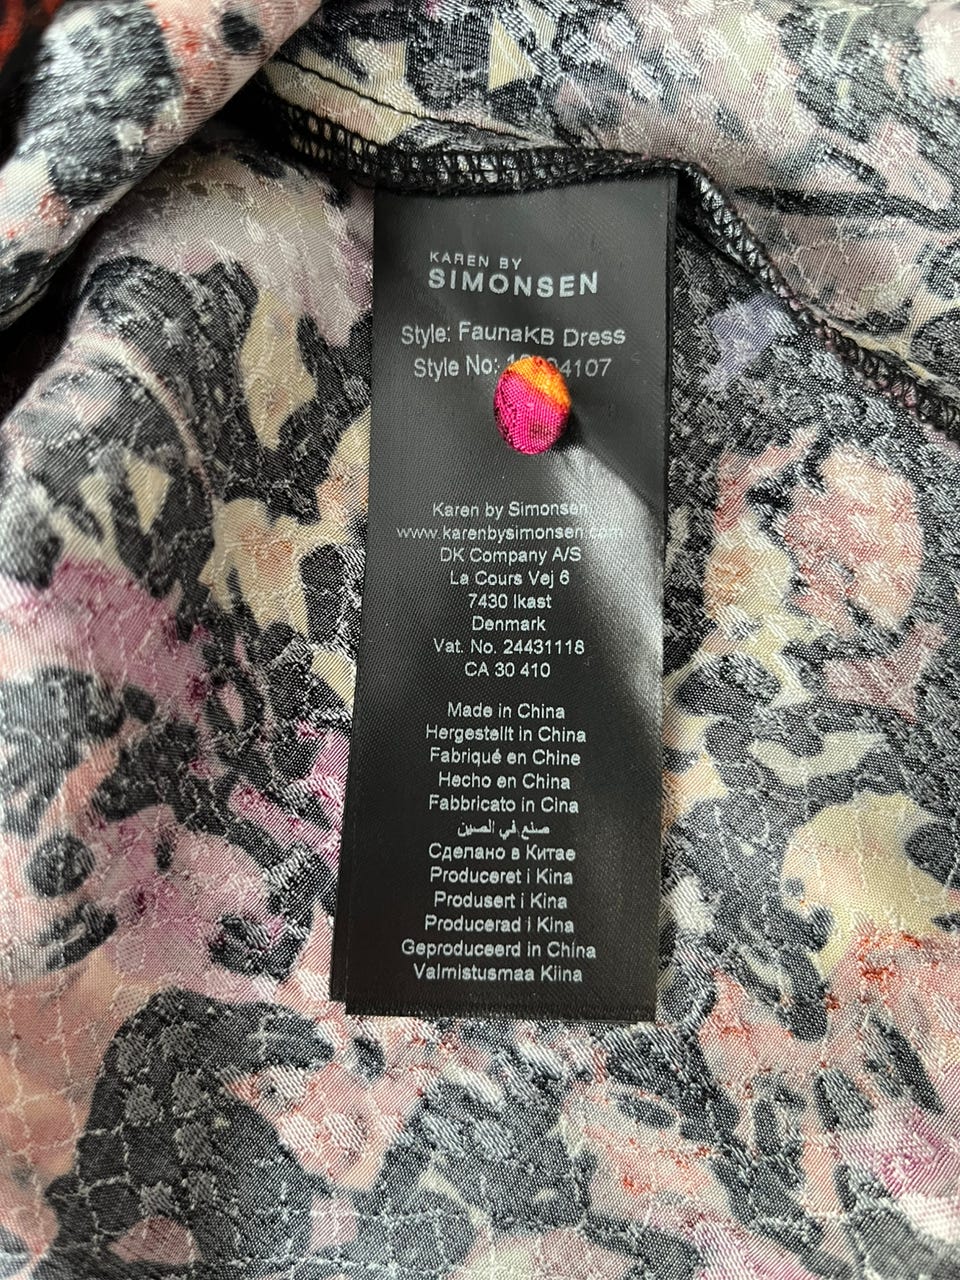 KAREN BY
SIMONSEN
Style: FaunaKB Dress
Style No:
Karen by Simonsen
www.karenbysimonsen.com
DK Company A/S
La Cours Vej 6
7430 Ikast
Denmark
Vat. No. 24431118
CA 30 410
Made in China
Hergestellt in China
Fabriqué en Chine
Hecho en China
Fabbricato in Cina
صنع في الصين
Сделано в Китае
Produceret i Kina
Produsert i Kina
Producerad i Kina
Geproduceerd in China
Valmistusmaa Kiina